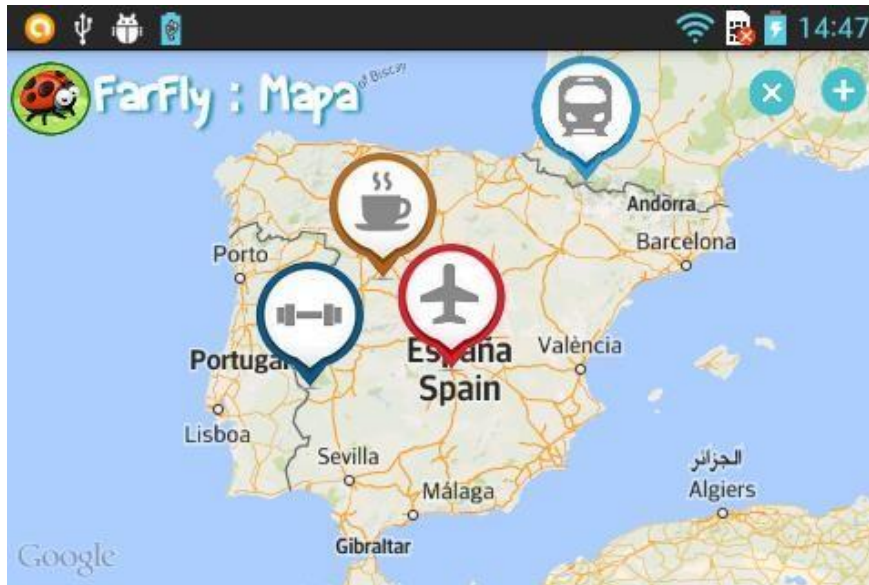 14:47
FarFly : Mapa
of Biscay
Andorra
Barcelona
Porto
València
España
Spain
Portugal
Lisboa
Sevilla
Málaga
الجزائر
Algiers
Gibraltar
Google